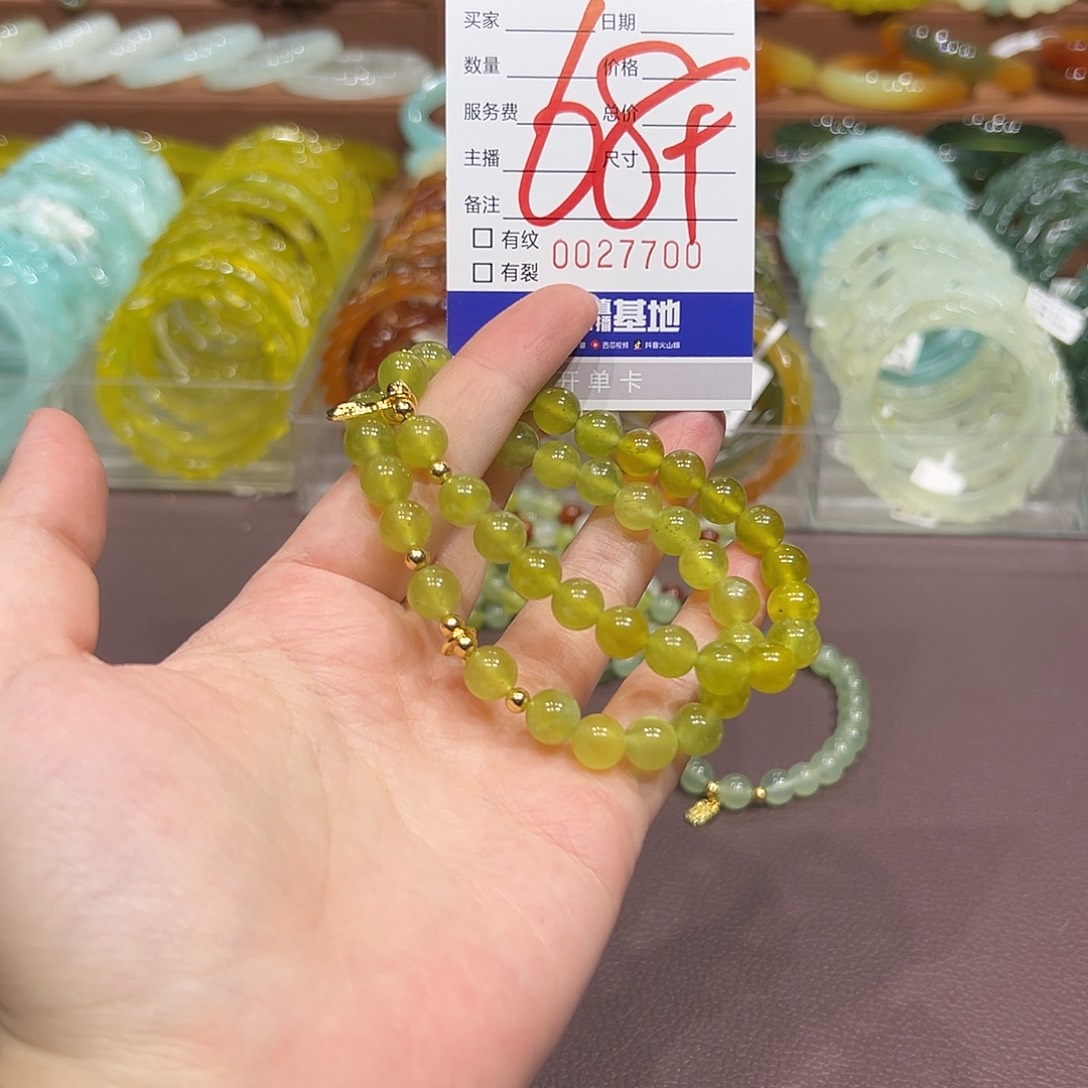 买家 日期
数量 价格
服务费 总价
主播 尺寸
备注
68f
有纹
有裂
0027700
播基地
西瓜视频 抖音火山版
开单卡